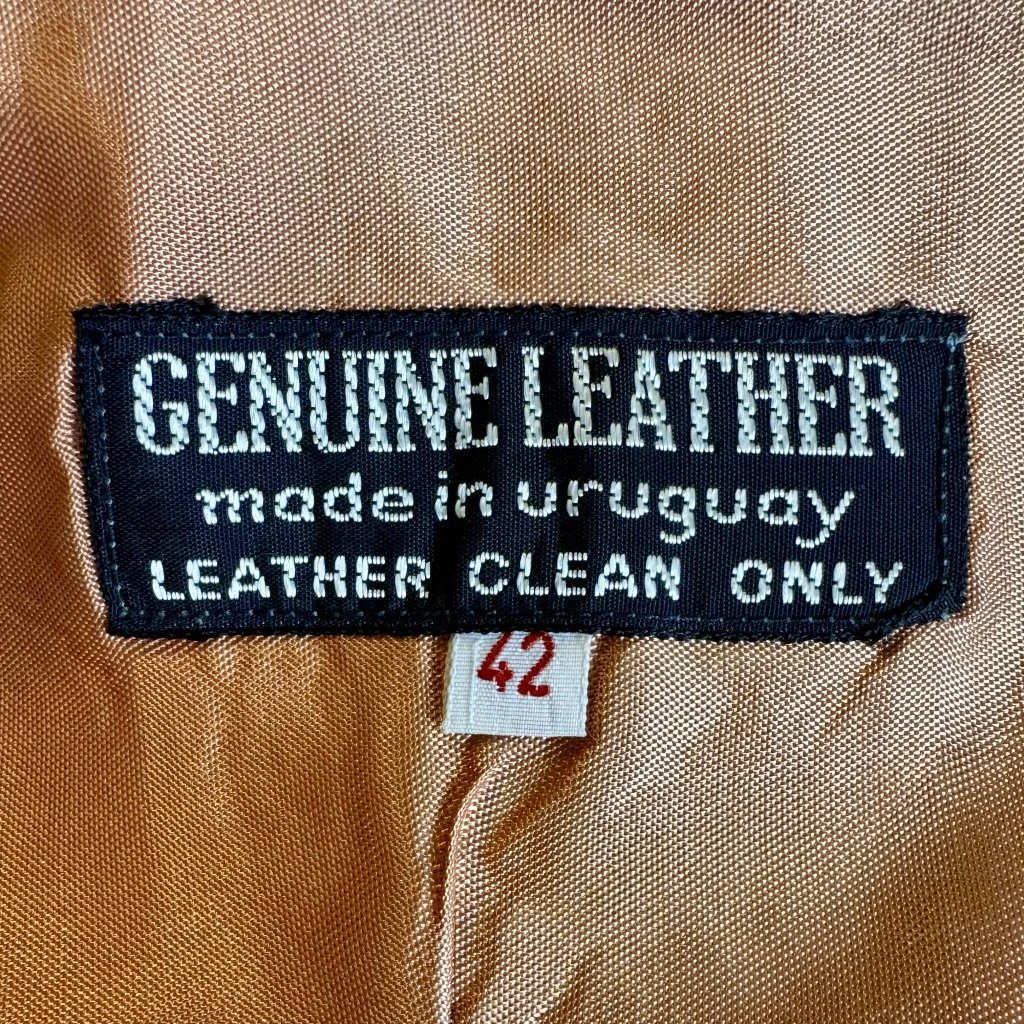 GENUINE LEATHER
made in uruguay
LEATHER CLEAN ONLY
42